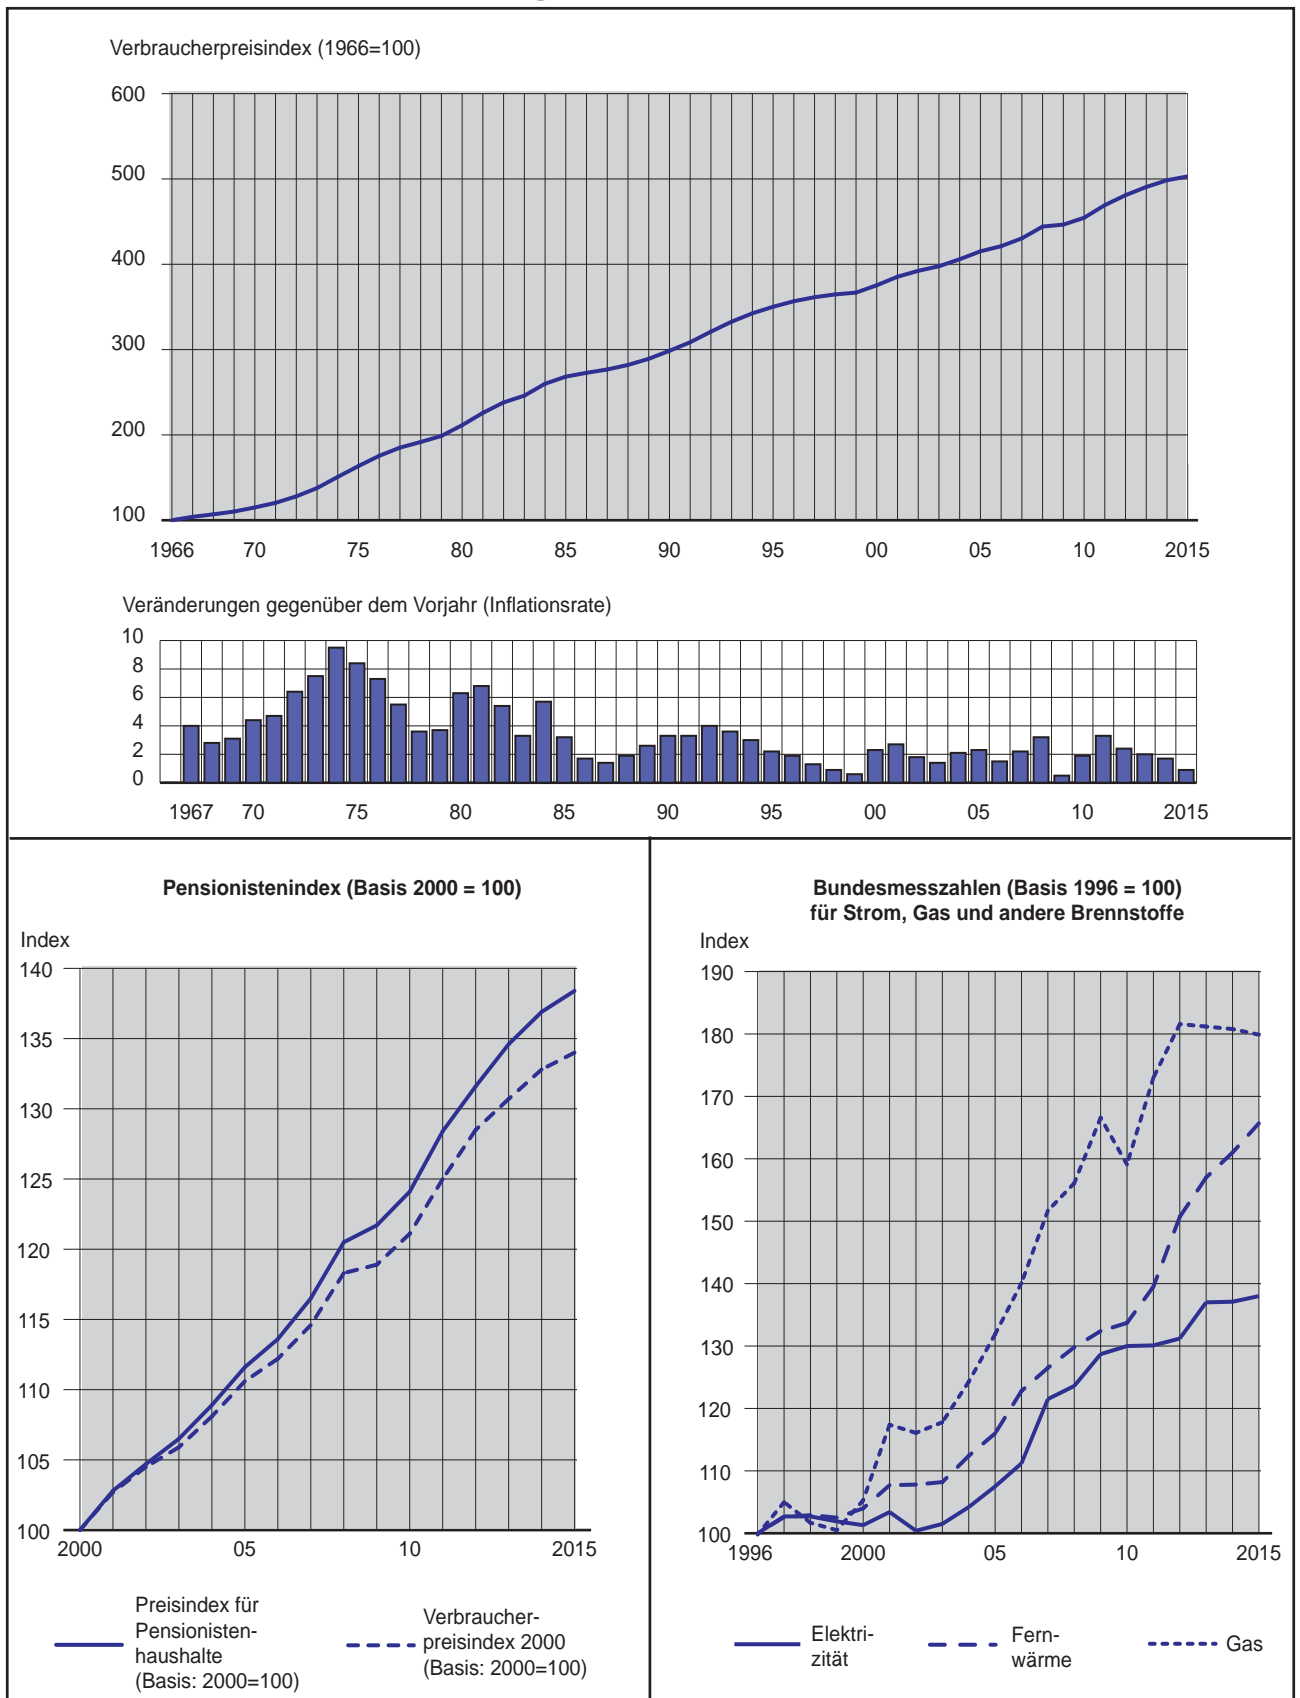 Verbraucherpreisindex (1966=100)
600
500
400
300
200
100
1966 70 75 80 85 90 95 00 05 10 2015
Veränderungen gegenüber dem Vorjahr (Inflationsrate)
10
8
6
4
2
0
1967 70 75 80 85 90 95 00 05 10 2015
Pensionistenindex (Basis 2000 = 100)
Index
140
135
130
125
120
115
110
105
100
2000 05 10 2015
Preisindex für
Pensionisten-
haushalte
(Basis: 2000=100)
Verbraucher-
preisindex 2000
(Basis: 2000=100)
Bundesmesszahlen (Basis 1996 = 100)
für Strom, Gas und andere Brennstoffe
Index
190
180
170
160
150
140
130
120
110
100
1996 2000 05 10 2015
Elektri-
zität
Fern-
wärme
Gas